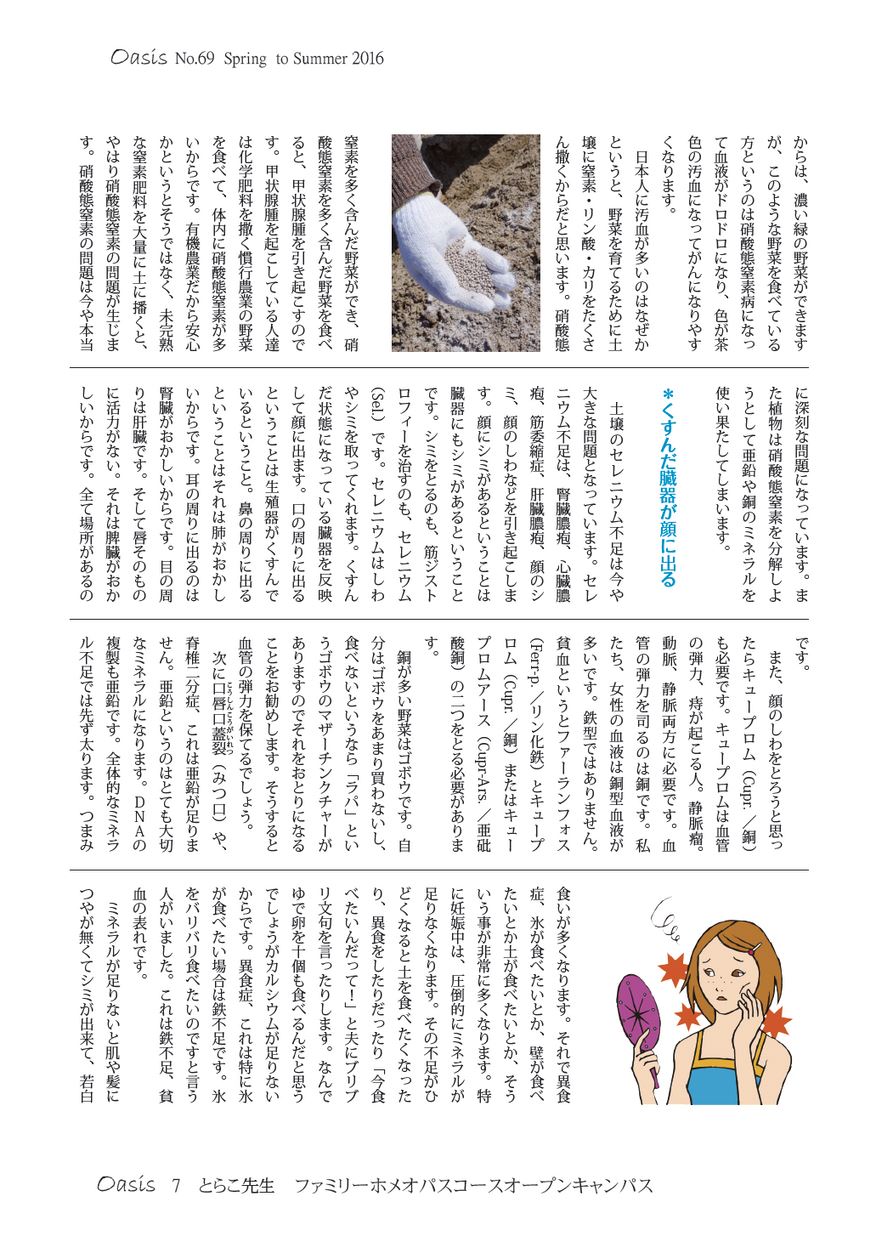 Oasis No.69 Spring to Summer 2016
からは、濃い緑の野菜ができます
が、このような野菜を食べている
方というのは硝酸態窒素病になっ
て血液がドロドロになり、色が茶
色の汚血になってがんになりやす
くなります。
日本人に汚血が多いのはなぜか
というと、野菜を育てるために土
壌に窒素・リン酸・カリをたくさ
ん撒くからだと思います。硝酸態
窒素を多く含んだ野菜ができ、硝
酸態窒素を多く含んだ野菜を食べ
ると、甲状腺腫を引き起こすので
す。甲状腺腫を起こしている人達
は化学肥料を撒く慣行農業の野菜
を食べて、体内に硝酸態窒素が多
いからです。有機農業だから安心
かというとそうではなく、未完熟
な窒素肥料を大量に土に播くと、
やはり硝酸態窒素の問題が生じま
す。硝酸態窒素の問題は今や本当
に深刻な問題になっています。ま
た植物は硝酸態窒素を分解しよ
うとして亜鉛や銅のミネラルを
使い果たしてしまいます。
＊くすんだ臓器が顔に出る
土壌のセレニウム不足は今や
大きな問題となっています。セレ
ニウム不足は、腎臓膿疱、心臓膿
疱、筋委縮症、肝臓膿疱、顔のシ
ミ、顔のしわなどを引き起こしま
す。顔にシミがあるということは
臓器にもシミがあるということ
です。シミをとるのも、筋ジスト
ロフィーを治すのも、セレニウム
（Sel.）です。セレニウムはしわ
やシミを取ってくれます。くすん
だ状態になっている臓器を反映
して顔に出ます。口の周りに出る
ということは生殖器がくすんで
いるということ。鼻の周りに出る
ということはそれは肺がおかし
いからです。耳の周りに出るのは
腎臓がおかしいからです。目の周
りは肝臓です。そして唇そのもの
に活力がない。それは脾臓がおか
しいからです。全て場所があるの
です。
また、顔のしわをとろうと思っ
たらキュープロム（Cupr. ／銅）
も必要です。キュープロムは血管
の弾力、痔が起こる人。静脈瘤。
動脈、静脈両方に必要です。血
管の弾力を司るのは銅です。私
たち、女性の血液は銅型血液が
多いです。鉄型ではありません。
貧血というとファーランフォス
（Ferr-p. ／リン化鉄）とキュープ
ロム（Cupr. ／銅）またはキュー
プロムアース（Cupr-Ars. ／亜砒
酸銅）の二つをとる必要がありま
す。
銅が多い野菜はゴボウです。自
分はゴボウをあまり買わないし、
食べないというなら「ラパ」とい
うゴボウのマザーチンクチャーが
ありますのでそれをおとりになる
ことをお勧めします。そうすると
血管の弾力を保てるでしょう。
次に口唇口蓋裂（みつ口）や、
こうしんこうがいれつ
脊椎二分症、これは亜鉛が足りま
せん。亜鉛というのはとても大切
なミネラルになります。ＤＮＡの
複製も亜鉛です。全体的なミネラ
ル不足では先ず太ります。つまみ
食いが多くなります。それで異食
症、氷が食べたいとか、壁が食べ
たいとか土が食べたいとか、そう
いう事が非常に多くなります。特
に妊娠中は、圧倒的にミネラルが
足りなくなります。その不足がひ
どくなると土を食べたくなった
り、異食をしたりだったり「今食
べたいんだって！」と夫にブリブ
リ文句を言ったりします。なんで
ゆで卵を十個も食べるんだと思う
でしょうがカルシウムが足りない
からです。異食症、これは特に氷
が食べたい場合は鉄不足です。氷
をバリバリ食べたいのですと言う
人がいました。これは鉄不足、貧
血の表れです。
ミネラルが足りないと肌や髪に
つやが無くてシミが出来て、若白
Oasis 7 とらこ先生 ファミリーホメオパスコースオープンキャンパス